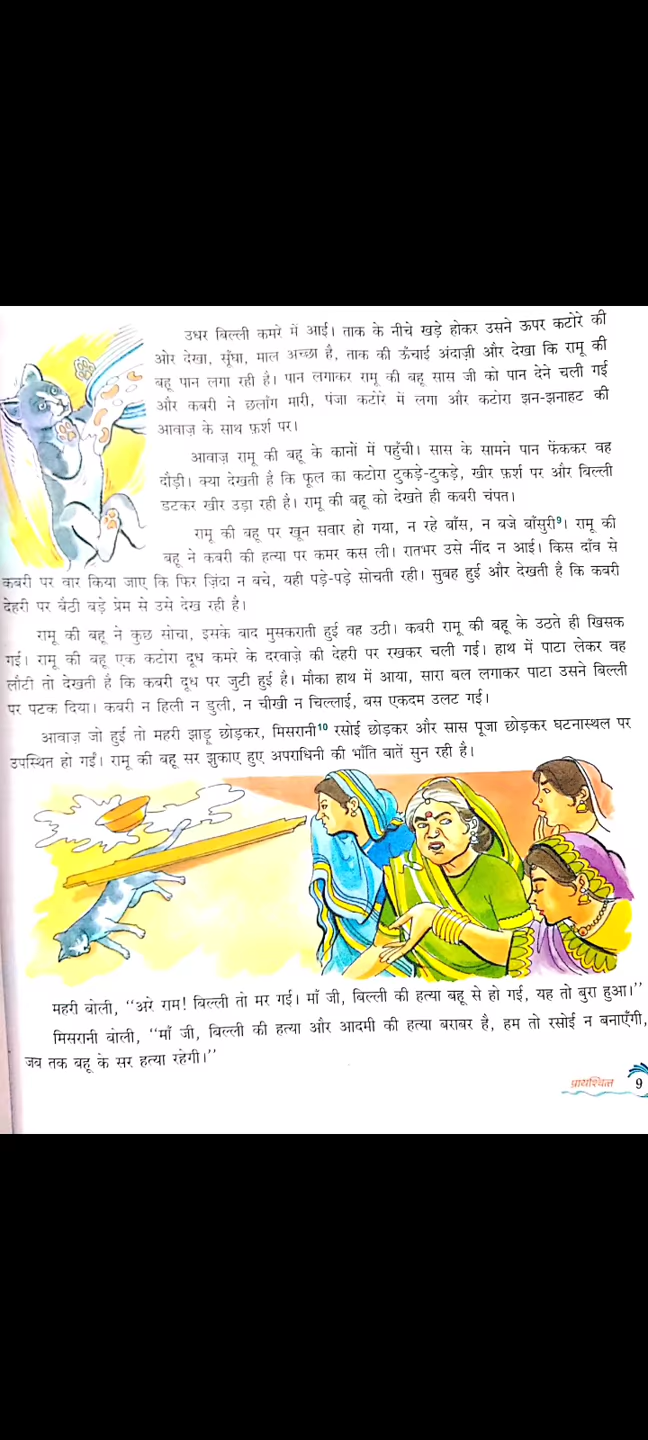 उधर बिल्ली कमरे में आई। ताक के नीचे खड़े होकर उसने ऊपर कटोरे की
ओर देखा, सूँघा, माल अच्छा है, ताक की ऊँचाई अंदाज़ी और देखा कि रामू की
बहू पान लगा रही है। पान लगाकर रामू की बहू सास जी को पान देने चली गई
और कबरी ने छलाँग मारी, पंजा कटोरे में लगा और कटोरा झन-झनाहट की
आवाज़ के साथ फ़र्श पर।
आवाज़ रामू की बहू के कानों में पहुँची। सास के सामने पान फेंककर वह
दौड़ी। क्या देखती है कि फूल का कटोरा टुकड़े-टुकड़े, खीर फ़र्श पर और बिल्ली
डटकर खीर उड़ा रही है। रामू की बहू को देखते ही कबरी चंपत।
रामू की बहू पर खून सवार हो गया, न रहे बाँस, न बजे बाँसुरी⁹। रामू की
बहू ने कबरी की हत्या पर कमर कस ली। रातभर उसे नींद न आई। किस दाँव से
कबरी पर वार किया जाए कि फिर ज़िंदा न बचे, यही पड़े-पड़े सोचती रही। सुबह हुई और देखती है कि कबरी
देहरी पर बैठी बड़े प्रेम से उसे देख रही है।
रामू की बहू ने कुछ सोचा, इसके बाद मुसकराती हुई वह उठी। कबरी रामू की बहू के उठते ही खिसक
गई। रामू की बहू एक कटोरा दूध कमरे के दरवाज़े की देहरी पर रखकर चली गई। हाथ में पाटा लेकर वह
लौटी तो देखती है कि कबरी दूध पर जुटी हुई है। मौका हाथ में आया, सारा बल लगाकर पाटा उसने बिल्ली
पर पटक दिया। कबरी न हिली न डुली, न चीखी न चिल्लाई, बस एकदम उलट गई।
आवाज़ जो हुई तो महरी झाड़ू छोड़कर, मिसरानी¹⁰ रसोई छोड़कर और सास पूजा छोड़कर घटनास्थल पर
उपस्थित हो गईं। रामू की बहू सर झुकाए हुए अपराधिनी की भाँति बातें सुन रही है।
महरी बोली, "अरे राम! बिल्ली तो मर गई। माँ जी, बिल्ली की हत्या बहू से हो गई, यह तो बुरा हुआ।"
मिसरानी बोली, "माँ जी, बिल्ली की हत्या और आदमी की हत्या बराबर है, हम तो रसोई न बनाएँगी,
जब तक बहू के सर हत्या रहेगी।"
प्रायश्चित्त 9